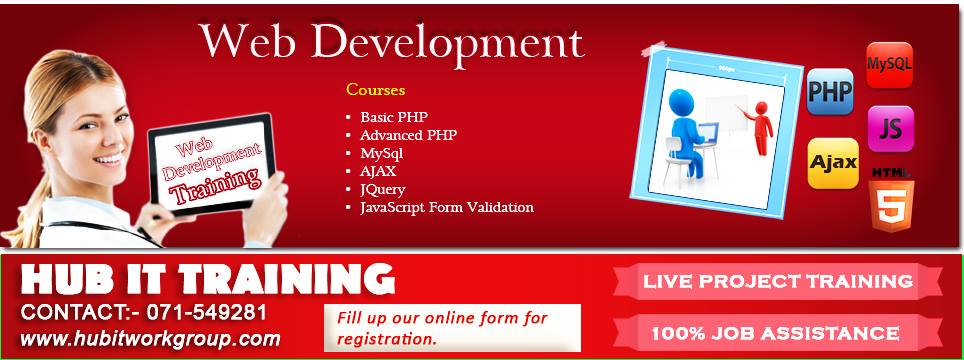 Web Development
Courses
• Basic PHP
• Advanced PHP
• MySql
• AJAX
• JQuery
• JavaScript Form Validation
Web
Development
Training
960px
PHP
MySQL
JS
Ajax
HTML
5
HUB IT TRAINING
CONTACT:- 071-549281
www.hubitworkgroup.com
Fill up our online form for
registration.
LIVE PROJECT TRAINING
100% JOB ASSISTANCE